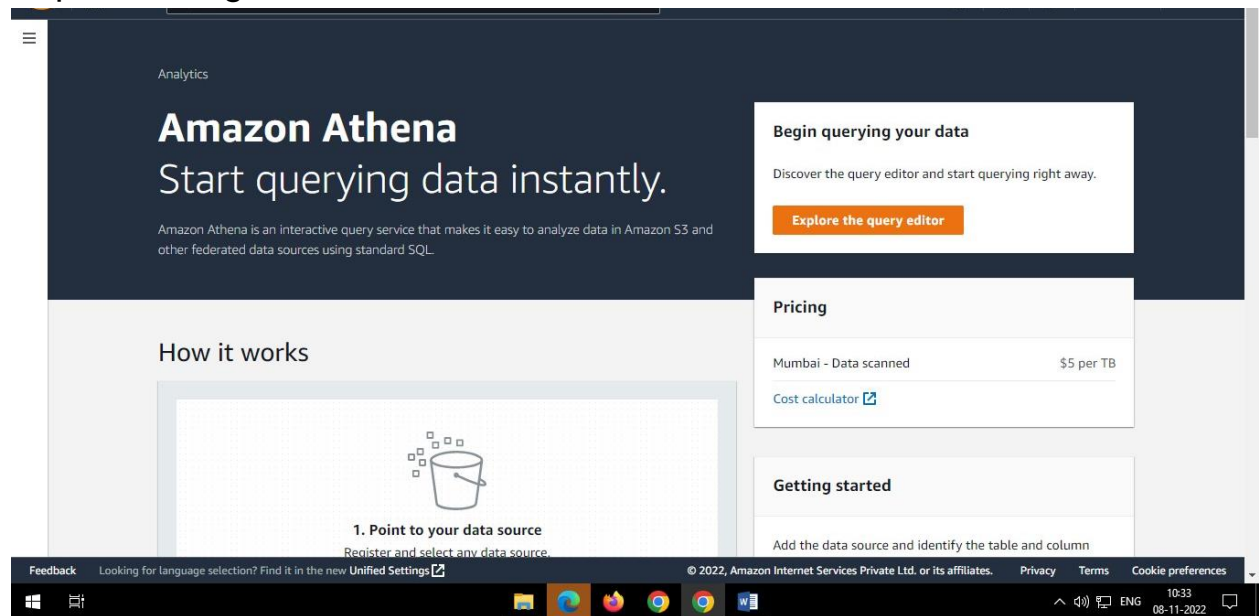 Analytics
Amazon Athena
Start querying data instantly.
Amazon Athena is an interactive query service that makes it easy to analyze data in Amazon S3 and
other federated data sources using standard SQL.
Begin querying your data
Discover the query editor and start querying right away.
Explore the query editor
Pricing
Mumbai - Data scanned $5 per TB
Cost calculator
How it works
1. Point to your data source
Register and select any data source.
Getting started
Add the data source and identify the table and column
Feedback Looking for language selection? Find it in the new Unified Settings © 2022, Amazon Internet Services Private Ltd. or its affiliates. Privacy Terms Cookie preferences
ENG 10:33
08-11-2022